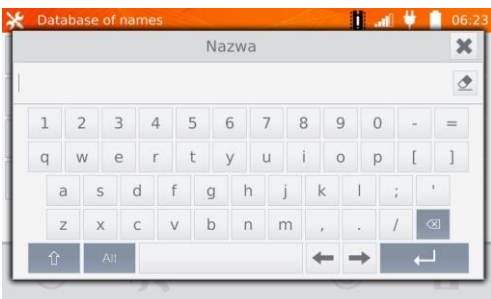 Database of names 06:23
Nazwa
1 2 3 4 5 6 7 8 9 0 - =
q w e r t y u i o p [ ]
a s d f g h j k l ; '
z x c v b n m , . /
Alt